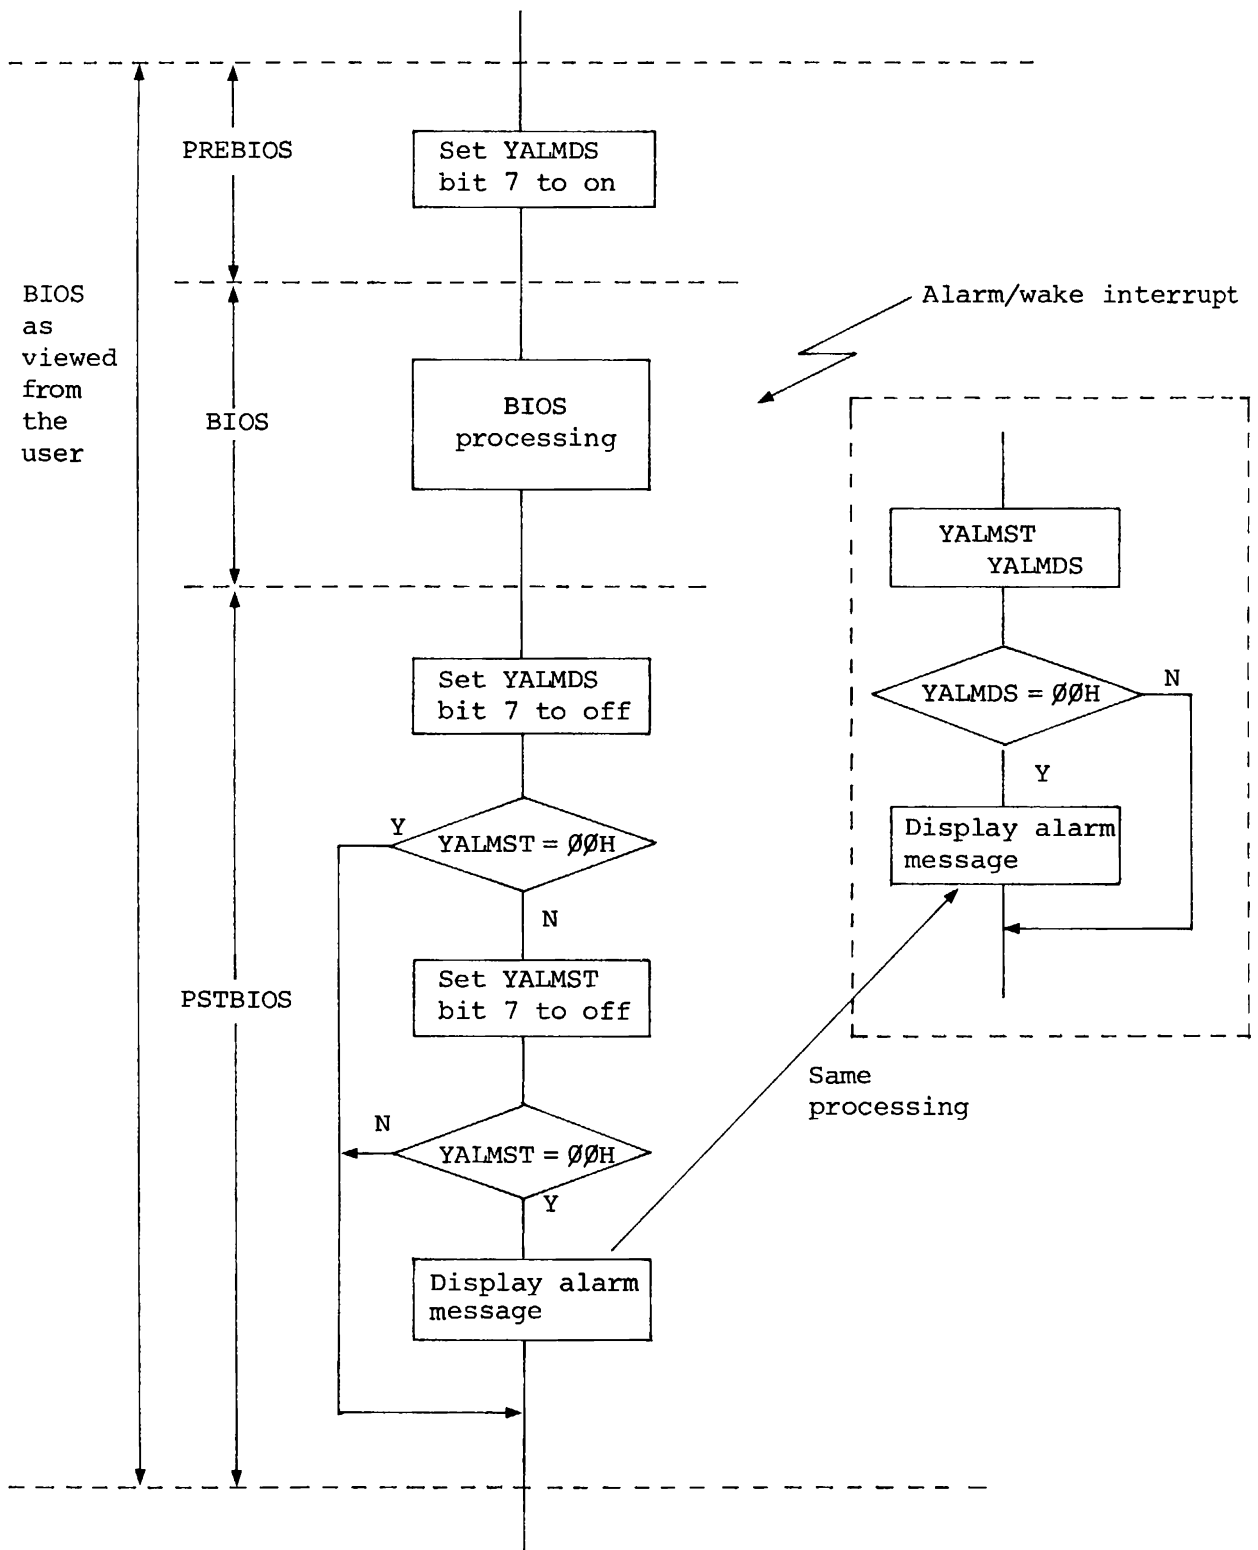 PREBIOS
Set YALMDS
bit 7 to on
BIOS
as
viewed
from
the
user
Alarm/wake interrupt
BIOS
BIOS
processing
YALMST
YALMDS
Set YALMDS
bit 7 to off
YALMDS = ØØH
N
Y
Y
YALMST = ØØH
N
Display alarm
message
PSTBIOS
Set YALMST
bit 7 to off
Same
processing
N
YALMST = ØØH
Y
Display alarm
message